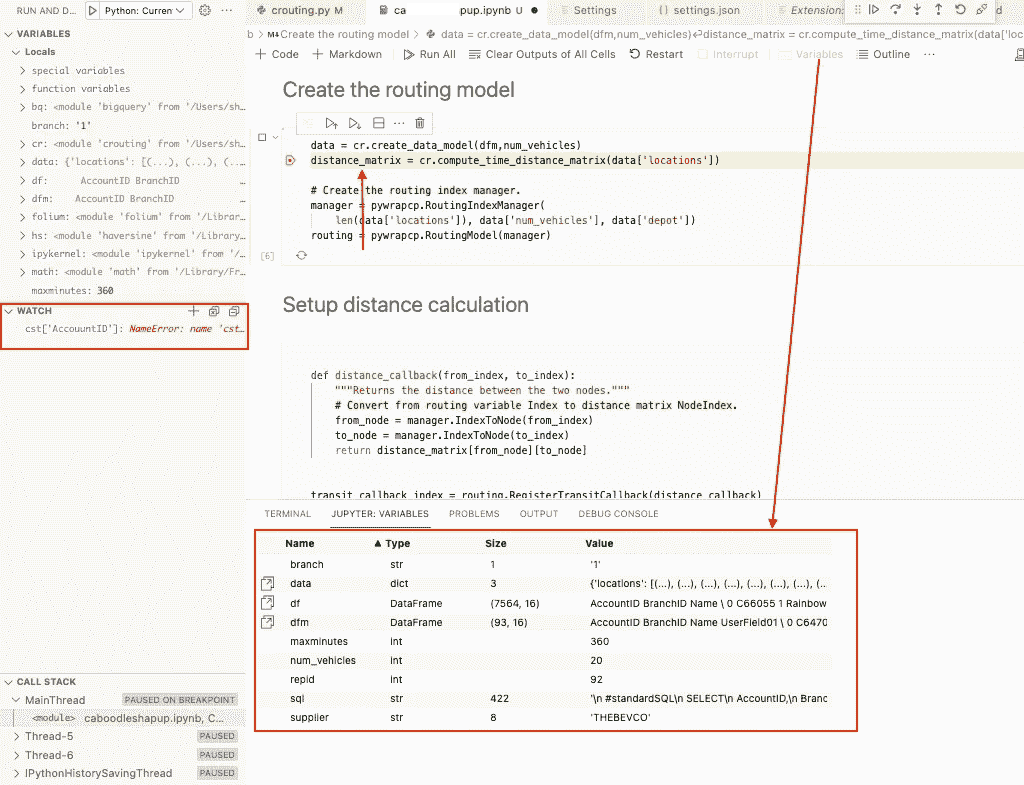 RUN AND D... Python: Curren
VARIABLES
Locals
special variables
function variables
bq: <module 'bigquery' from '/Users/sh...
branch: '1'
cr: <module 'crouting' from '/Users/sh...
data: {'locations': [(...), (...), (...
df: AccountID BranchID …
dfm: AccountID BranchID …
folium: <module 'folium' from '/Librar...
hs: <module 'haversine' from '/Library...
ipykernel: <module 'ipykernel' from '/...
math: <module 'math' from '/Library/Fr...
maxminutes: 360
WATCH
cst['AccouuntID']: NameError: name 'cst...
CALL STACK
MainThread PAUSED ON BREAKPOINT
<module> caboodleshapup.ipynb, C...
Thread-5 PAUSED
Thread-6 PAUSED
IPythonHistorySavingThread PAUSED
crouting.py M ca pup.ipynb U Settings settings.json Extension: d
b > M↓Create the routing model > data = cr.create_data_model(dfm,num_vehicles)↩distance_matrix = cr.compute_time_distance_matrix(data['loc
+ Code + Markdown Run All Clear Outputs of All Cells Restart Interrupt Variables Outline ...
Create the routing model
data = cr.create_data_model(dfm,num_vehicles)
distance_matrix = cr.compute_time_distance_matrix(data['locations'])
# Create the routing index manager.
manager = pywrapcp.RoutingIndexManager(
len(data['locations']), data['num_vehicles'], data['depot'])
routing = pywrapcp.RoutingModel(manager)
[6]
Setup distance calculation
def distance_callback(from_index, to_index):
"""Returns the distance between the two nodes."""
# Convert from routing variable Index to distance matrix NodeIndex.
from_node = manager.IndexToNode(from_index)
to_node = manager.IndexToNode(to_index)
return distance_matrix[from_node][to_node]
transit_callback_index = routing.RegisterTransitCallback(distance_callback)
TERMINAL JUPYTER: VARIABLES PROBLEMS OUTPUT DEBUG CONSOLE
Name ▲ Type Size Value
branch str 1 '1'
data dict 3 {'locations': [(...), (...), (...), (...), (...), (...), (...), (...
df DataFrame (7564, 16) AccountID BranchID Name \ 0 C66055 1 Rainbow
dfm DataFrame (93, 16) AccountID BranchID Name UserField01 \ 0 C6470
maxminutes int 360
num_vehicles int 20
repid int 92
sql str 422 '\n #standardSQL\n SELECT\n AccountID,\n Branc
supplier str 8 'THEBEVCO'